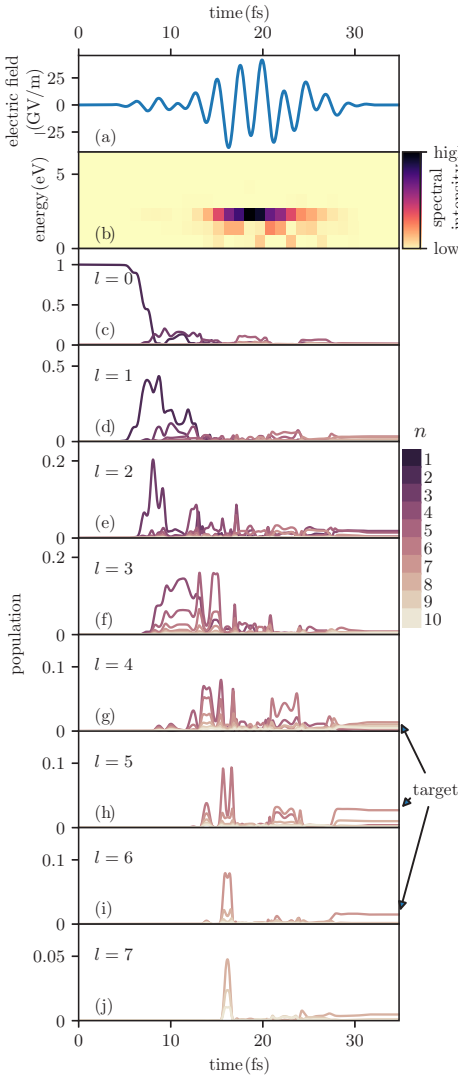 time(fs)
0 10 20 30
electric field
(GV/m)
25
0
25
(a)
energy(eV)
5
0
(b)
high
spectral
intensity
low
1
0.5
0
l = 0
(c)
0.5
0
l = 1
(d)
0.2
0
l = 2
(e)
0.2
0
l = 3
(f)
0.1
0
l = 4
(g)
0.1
0
l = 5
(h)
0.1
0
l = 6
(i)
0.05
0
l = 7
(j)
population
n
1
2
3
4
5
6
7
8
9
10
target
0 10 20 30
time(fs)